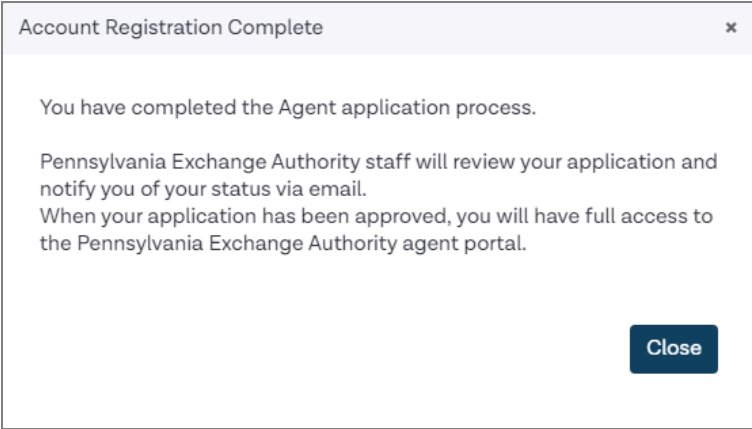 Account Registration Complete ×
You have completed the Agent application process.
Pennsylvania Exchange Authority staff will review your application and
notify you of your status via email.
When your application has been approved, you will have full access to
the Pennsylvania Exchange Authority agent portal.
Close